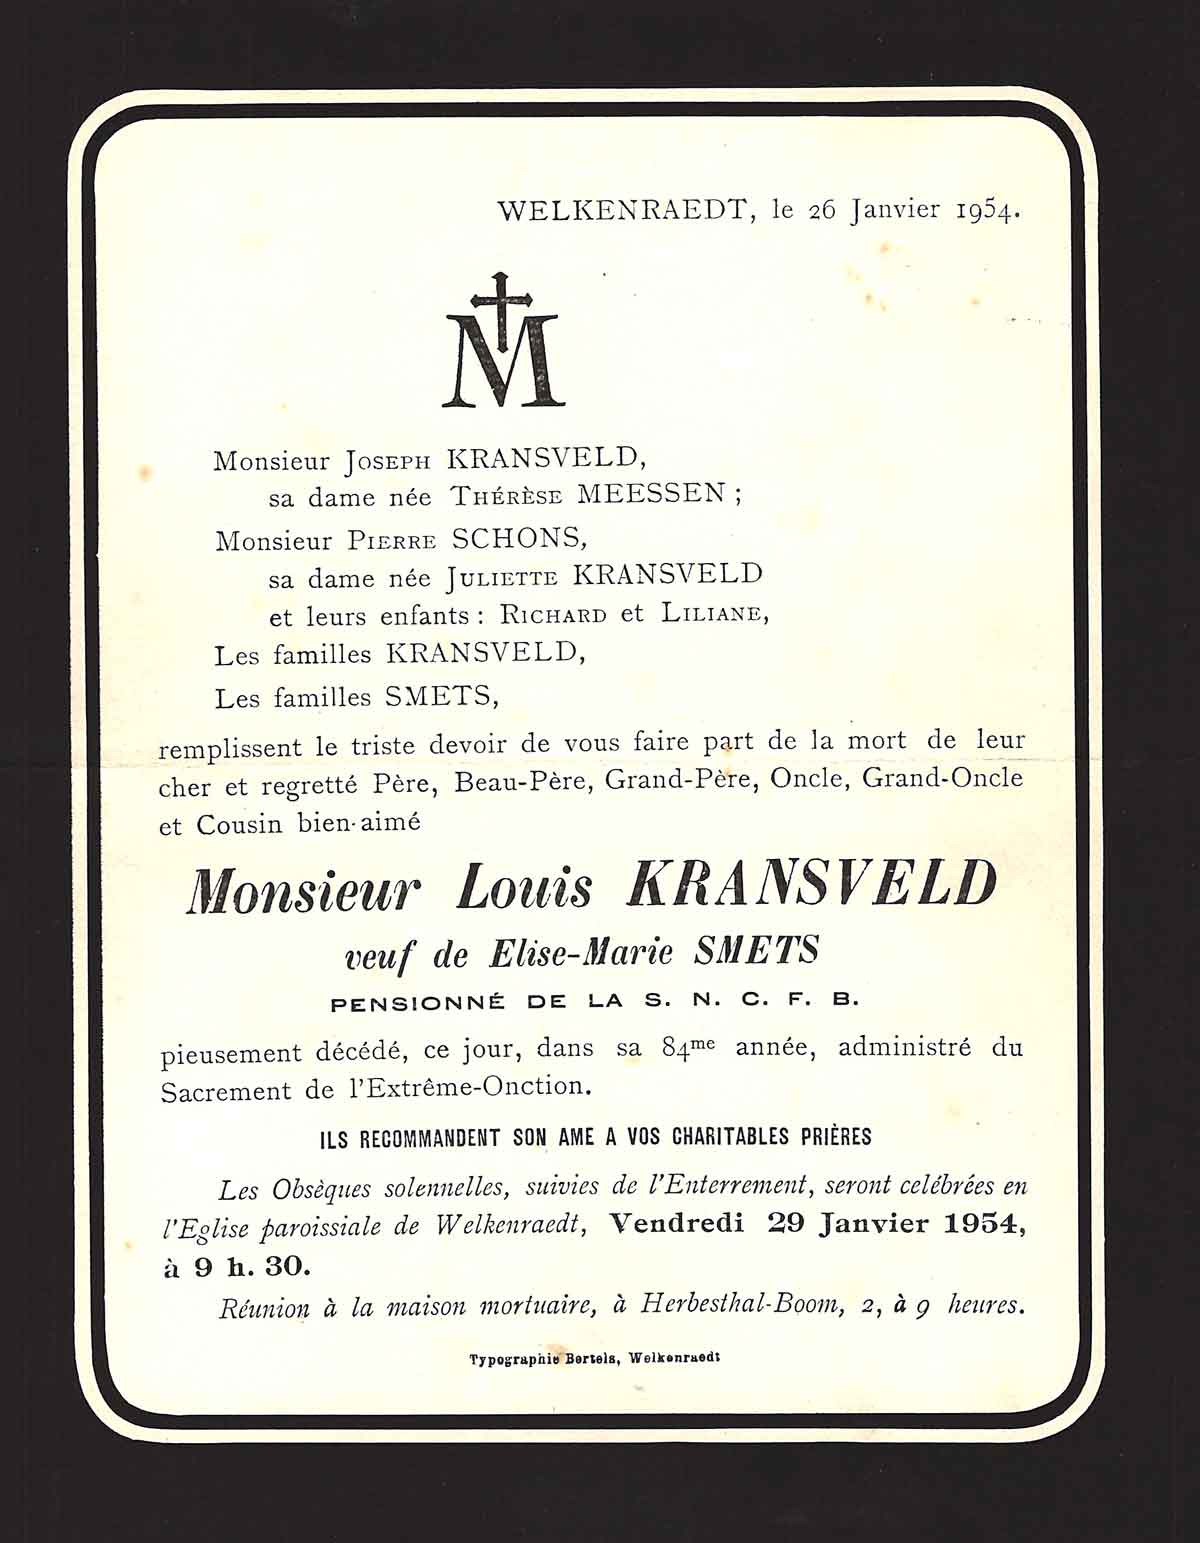 WELKENRAEDT, le 26 Janvier 1954.
M
Monsieur Joseph KRANSVELD,
sa dame née Thérèse MEESSEN ;
Monsieur Pierre SCHONS,
sa dame née Juliette KRANSVELD
et leurs enfants : Richard et Liliane,
Les familles KRANSVELD,
Les familles SMETS,
remplissent le triste devoir de vous faire part de la mort de leur
cher et regretté Père, Beau-Père, Grand-Père, Oncle, Grand-Oncle
et Cousin bien-aimé
Monsieur Louis KRANSVELD
veuf de Elise-Marie SMETS
PENSIONNÉ DE LA S. N. C. F. B.
pieusement décédé, ce jour, dans sa 84me année, administré du
Sacrement de l'Extrême-Onction.
ILS RECOMMANDENT SON AME A VOS CHARITABLES PRIÈRES
Les Obsèques solennelles, suivies de l'Enterrement, seront célébrées en
l'Eglise paroissiale de Welkenraedt, Vendredi 29 Janvier 1954,
à 9 h. 30.
Réunion à la maison mortuaire, à Herbesthal-Boom, 2, à 9 heures.
Typographie Bertels, Welkenraedt